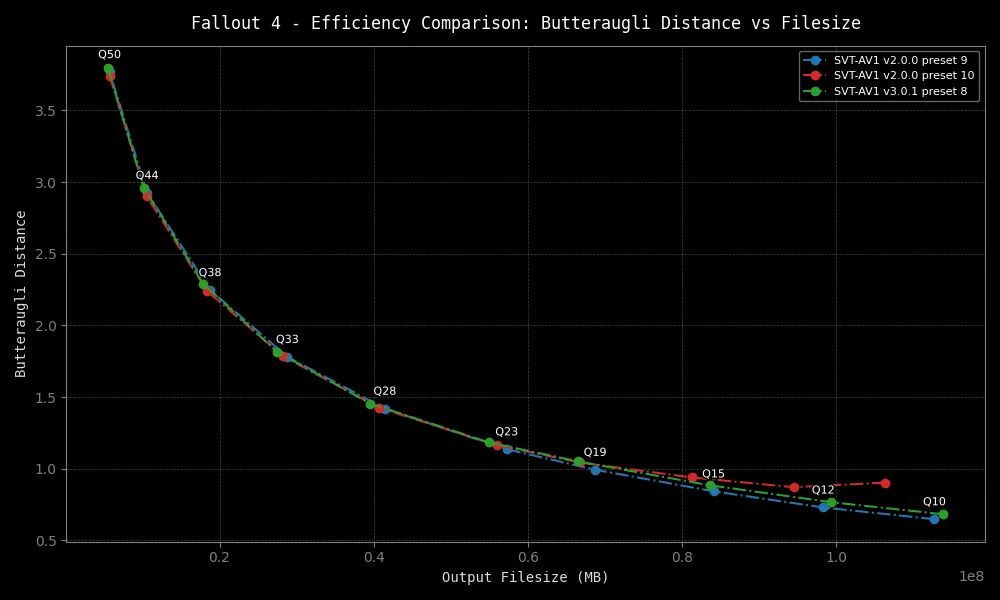 Fallout 4 - Efficiency Comparison: Butteraugli Distance vs Filesize
SVT-AV1 v2.0.0 preset 9
SVT-AV1 v2.0.0 preset 10
SVT-AV1 v3.0.1 preset 8
Q50
Q44
Q38
Q33
Q28
Q23
Q19
Q15
Q12
Q10
Butteraugli Distance
3.5
3.0
2.5
2.0
1.5
1.0
0.5
0.2
0.4
0.6
0.8
1.0
1e8
Output Filesize (MB)